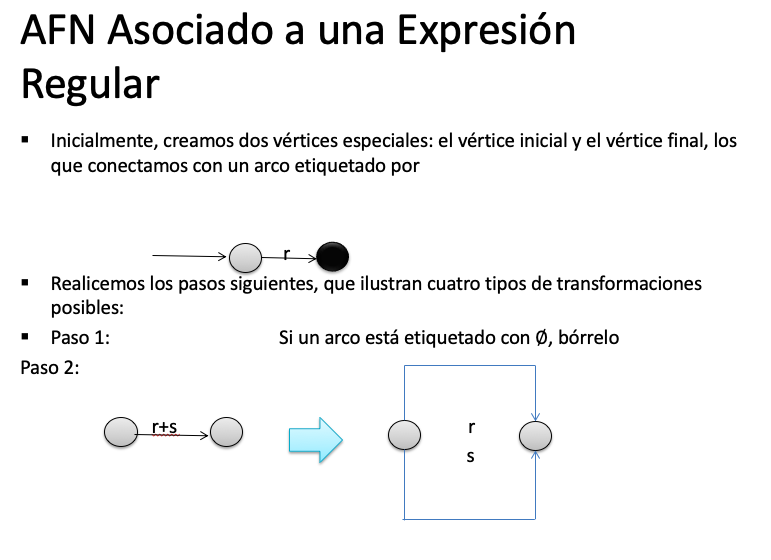 AFN Asociado a una Expresión
Regular
▪ Inicialmente, creamos dos vértices especiales: el vértice inicial y el vértice final, los
que conectamos con un arco etiquetado por
r
▪ Realicemos los pasos siguientes, que ilustran cuatro tipos de transformaciones
posibles:
▪ Paso 1: Si un arco está etiquetado con Ø, bórrelo
Paso 2:
r+s
r
s